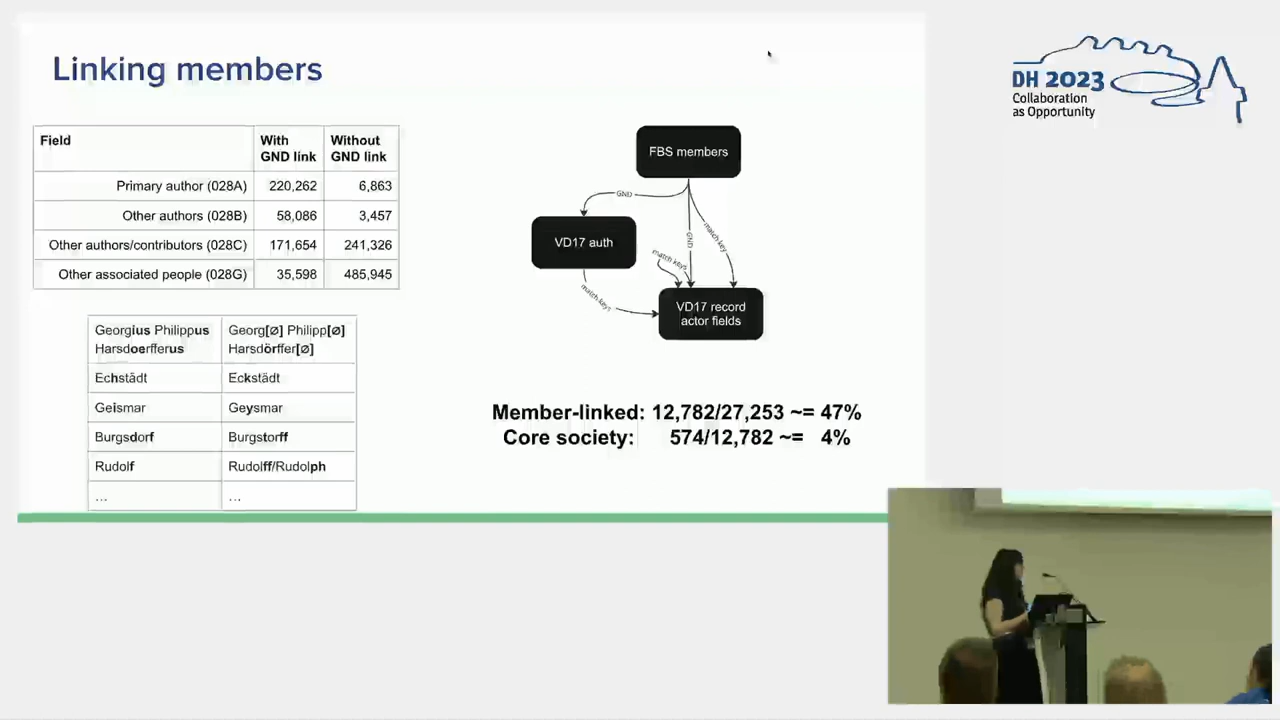 Linking members
DH 2023
Collaboration
as Opportunity
Field
With
GND link
Without
GND link
Primary author (028A) 220,262 6,863
Other authors (028B) 58,086 3,457
Other authors/contributors (028C) 171,654 241,326
Other associated people (028G) 35,598 485,945
Georgius Philippus
Harsdoerfferus
Georg[∅] Philipp[∅]
Harsdörffer[∅]
Echstädt Eckstädt
Geismar Geysmar
Burgsdorf Burgstorff
Rudolf Rudolff/Rudolph
... ...
FBS members
GND
VD17 auth
GND
match key
match keys
match keys
VD17 record
actor fields
Member-linked: 12,782/27,253 ~= 47%
Core society: 574/12,782 ~= 4%